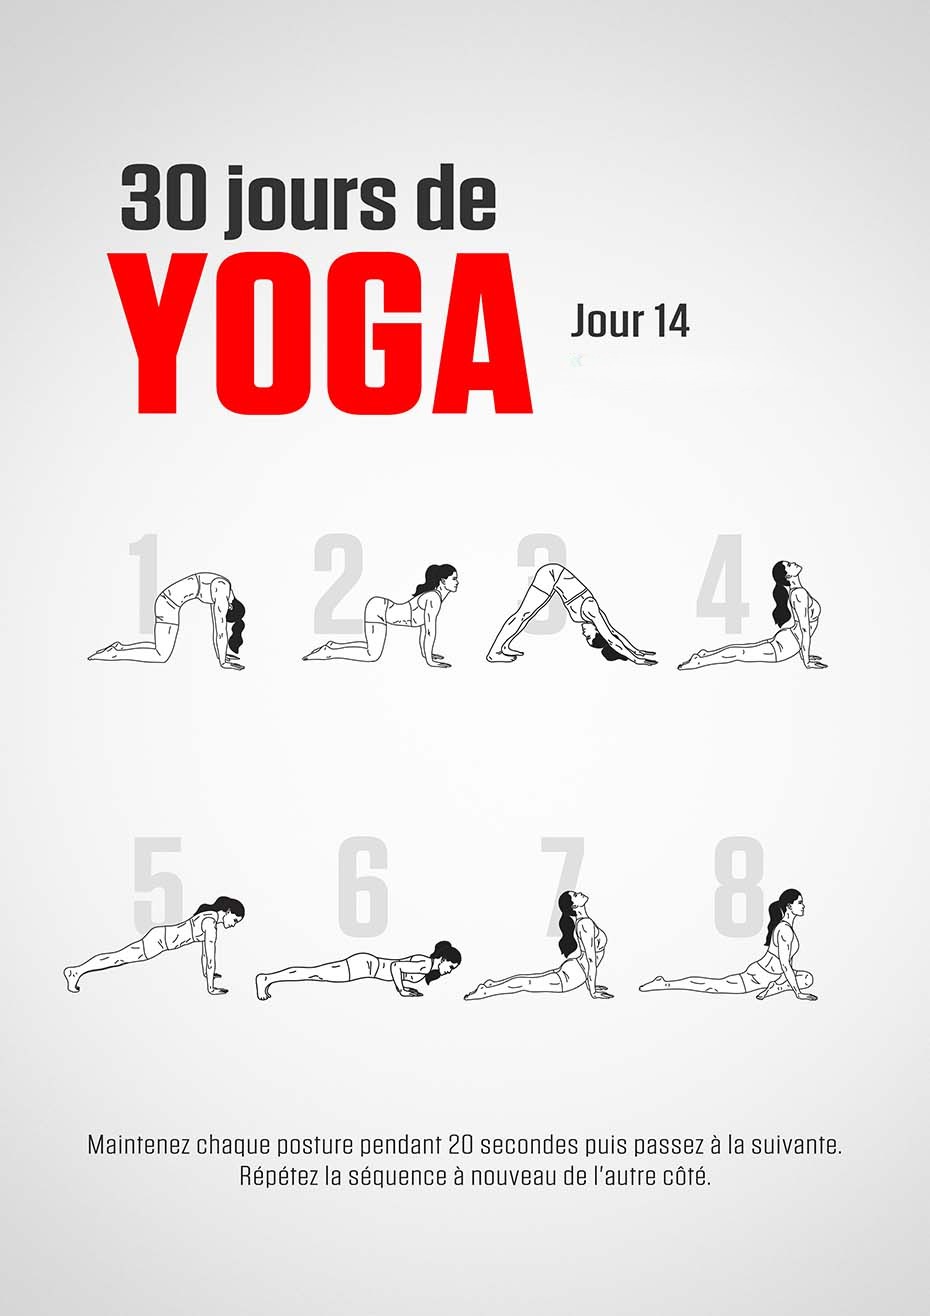 30 jours de
YOGA
Jour 14
1 2 3 4
5 6 7 8
Maintenez chaque posture pendant 20 secondes puis passez à la suivante.
Répétez la séquence à nouveau de l'autre côté.